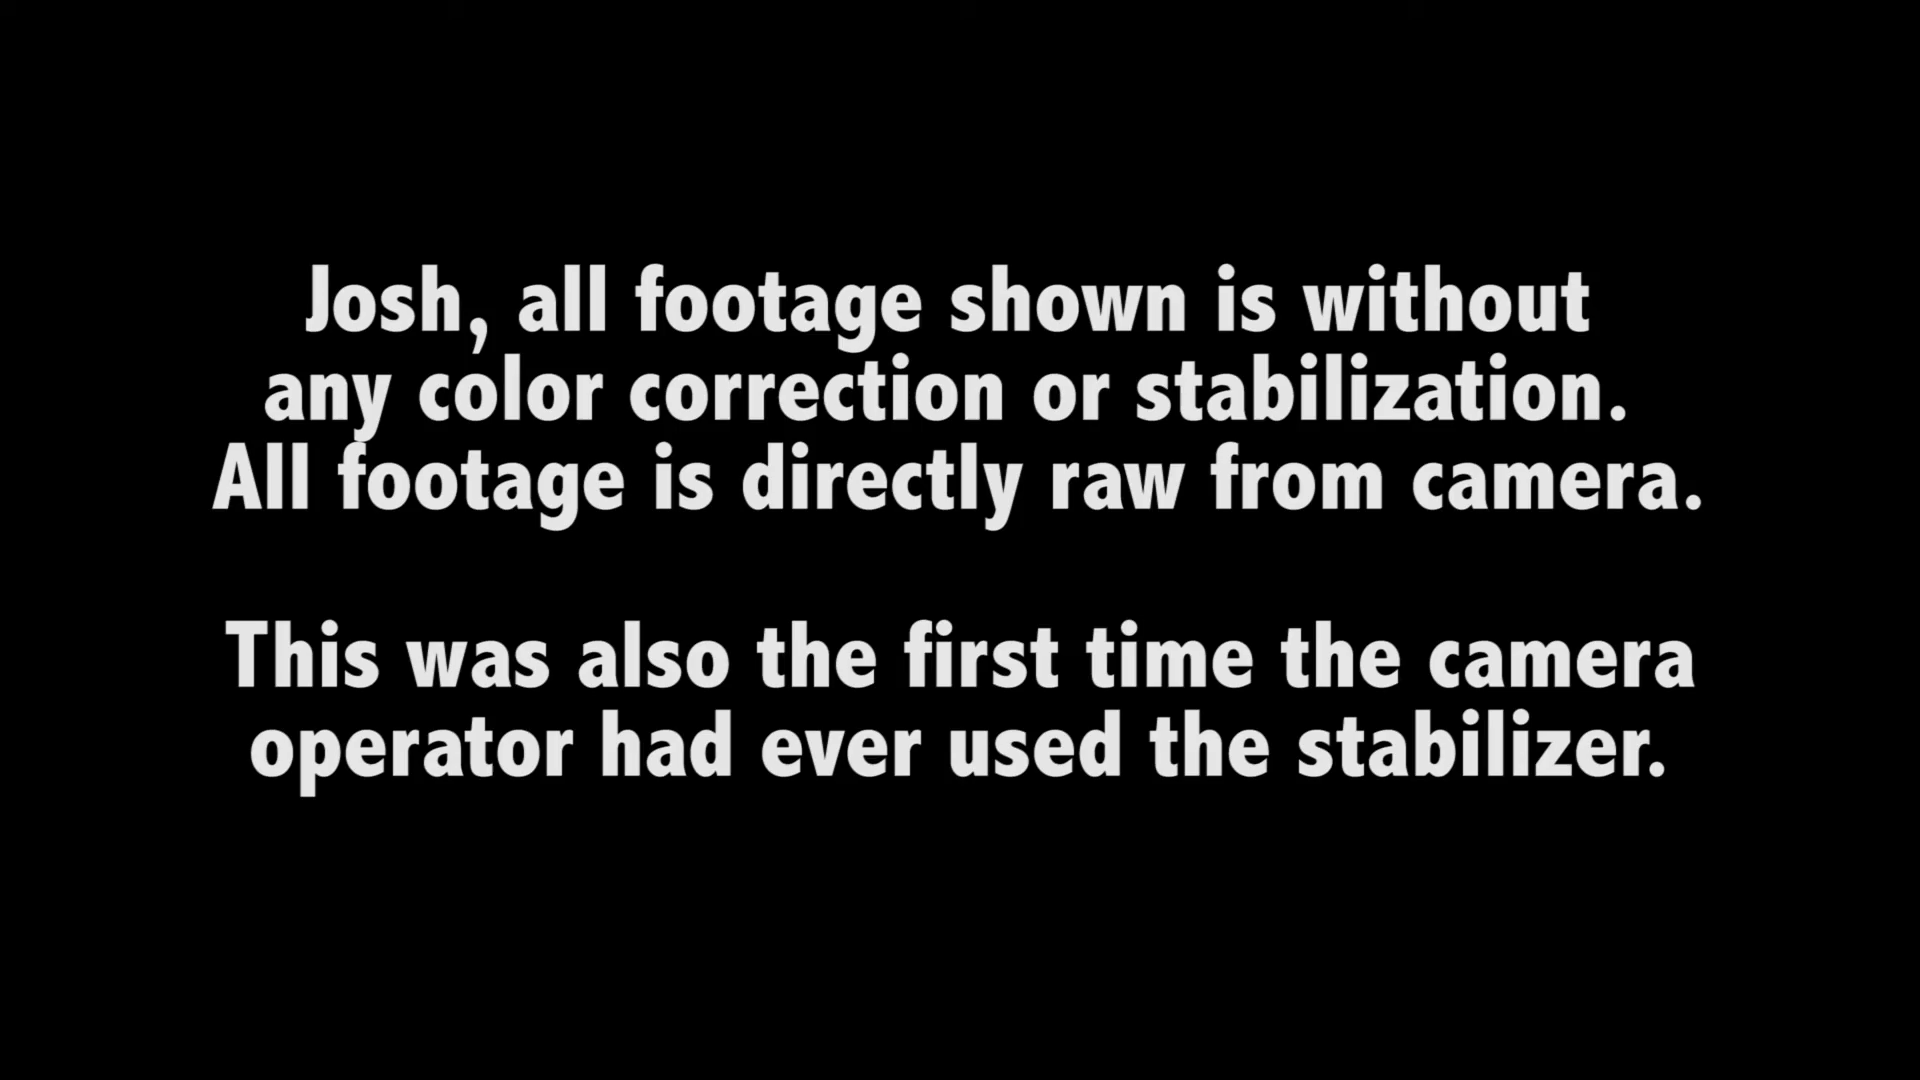 Josh, all footage shown is without
any color correction or stabilization.
All footage is directly raw from camera.
This was also the first time the camera
operator had ever used the stabilizer.